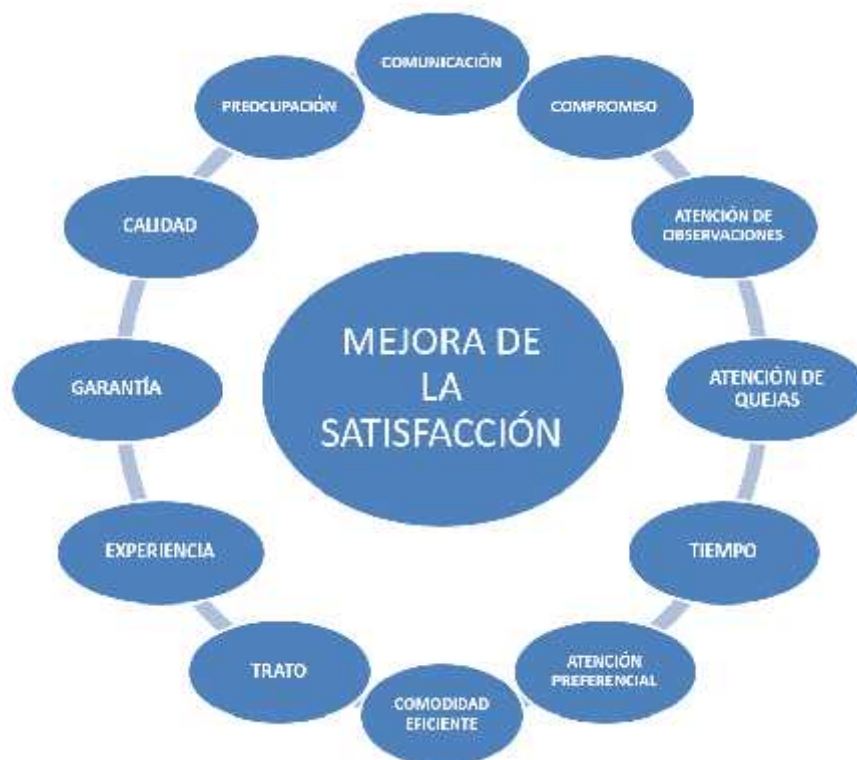 COMUNICACIÓN
COMPROMISO
ATENCIÓN DE
OBSERVACIONES
ATENCIÓN DE
QUEJAS
TIEMPO
ATENCIÓN
PREFERENCIAL
COMODIDAD
EFICIENTE
TRATO
EXPERIENCIA
GARANTÍA
CALIDAD
PREOCUPACIÓN
MEJORA DE
LA
SATISFACCIÓN